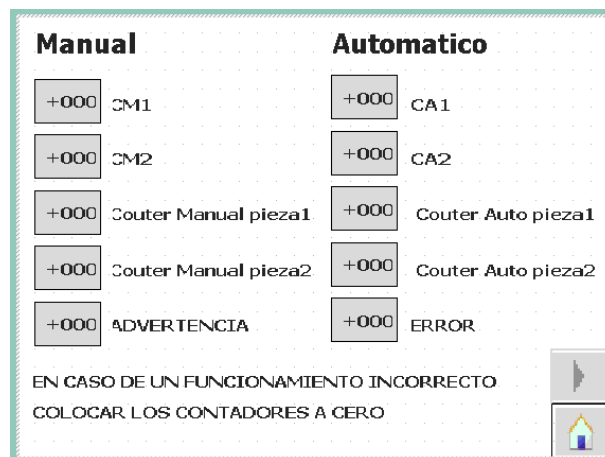 Manual Automatico
+000 CM1 +000 CA1
+000 CM2 +000 CA2
+000 Couter Manual pieza1 +000 Couter Auto pieza1
+000 Couter Manual pieza2 +000 Couter Auto pieza2
+000 ADVERTENCIA +000 ERROR
EN CASO DE UN FUNCIONAMIENTO INCORRECTO
COLOCAR LOS CONTADORES A CERO